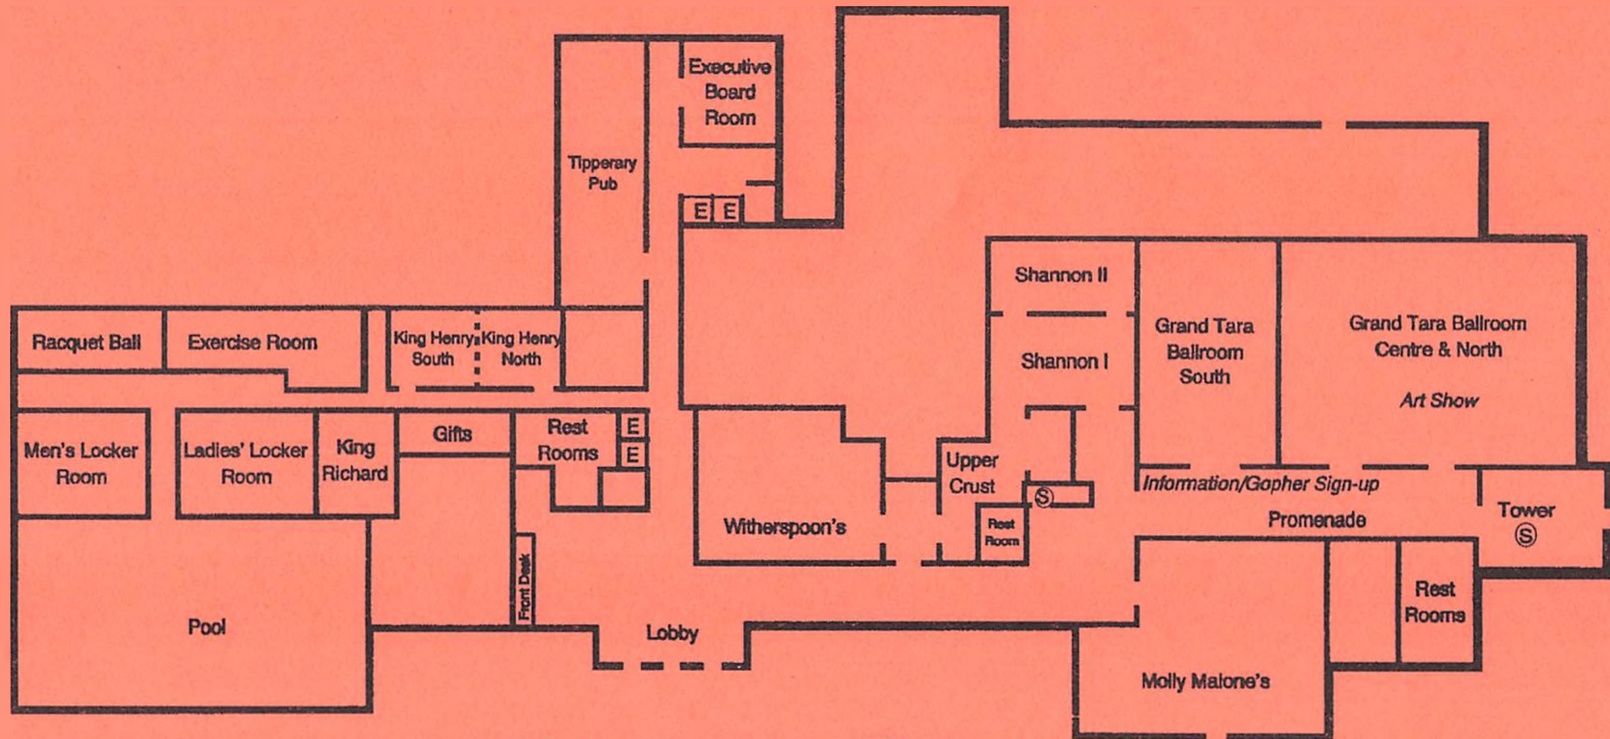 Executive
Board
Room
Tipperary
Pub
E
E
Shannon II
Racquet Ball
Exercise Room
King Henry
South
King Henry
North
Shannon I
Grand Tara
Ballroom
South
Grand Tara Ballroom
Centre & North
Art Show
Men's Locker
Room
Ladies' Locker
Room
King
Richard
Gifts
Rest
Rooms
E
E
Upper
Crust
Information/Gopher Sign-up
Witherspoon's
Rest
Room
S
Promenade
Tower
S
Pool
Front Desk
Lobby
Molly Malone's
Rest
Rooms